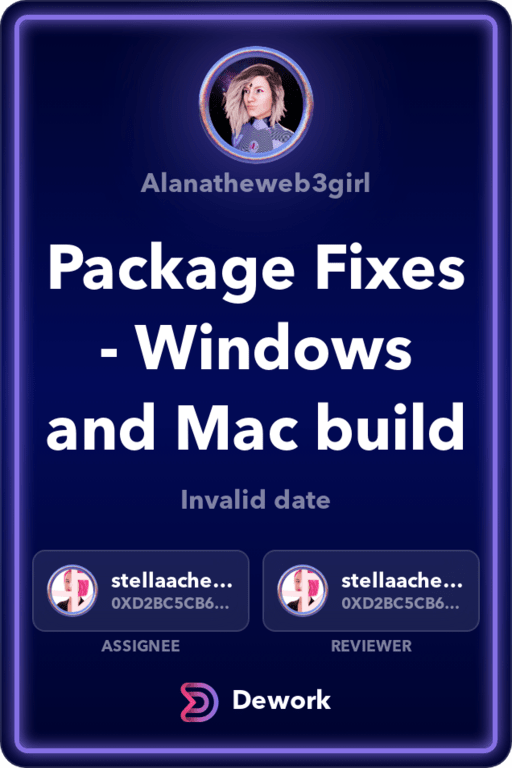 Alanatheweb3girl
Package Fixes
- Windows
and Mac build
Invalid date
stellaache... stellaache...
0XD2BC5CB6... 0XD2BC5CB6...
ASSIGNEE REVIEWER
Dework